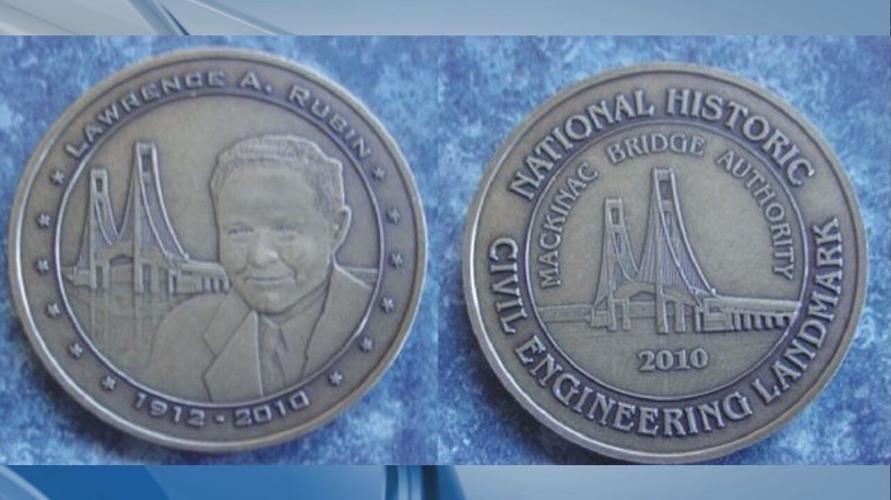 LAWRENCE A. RUBIN
1912 · 2010
NATIONAL HISTORIC
CIVIL ENGINEERING LANDMARK
MACKINAC BRIDGE AUTHORITY
2010